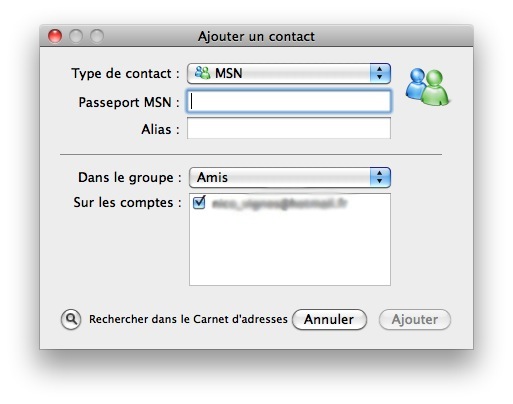 Ajouter un contact
Type de contact : MSN
Passeport MSN :
Alias :
Dans le groupe : Amis
Sur les comptes :
Rechercher dans le Carnet d'adresses Annuler Ajouter